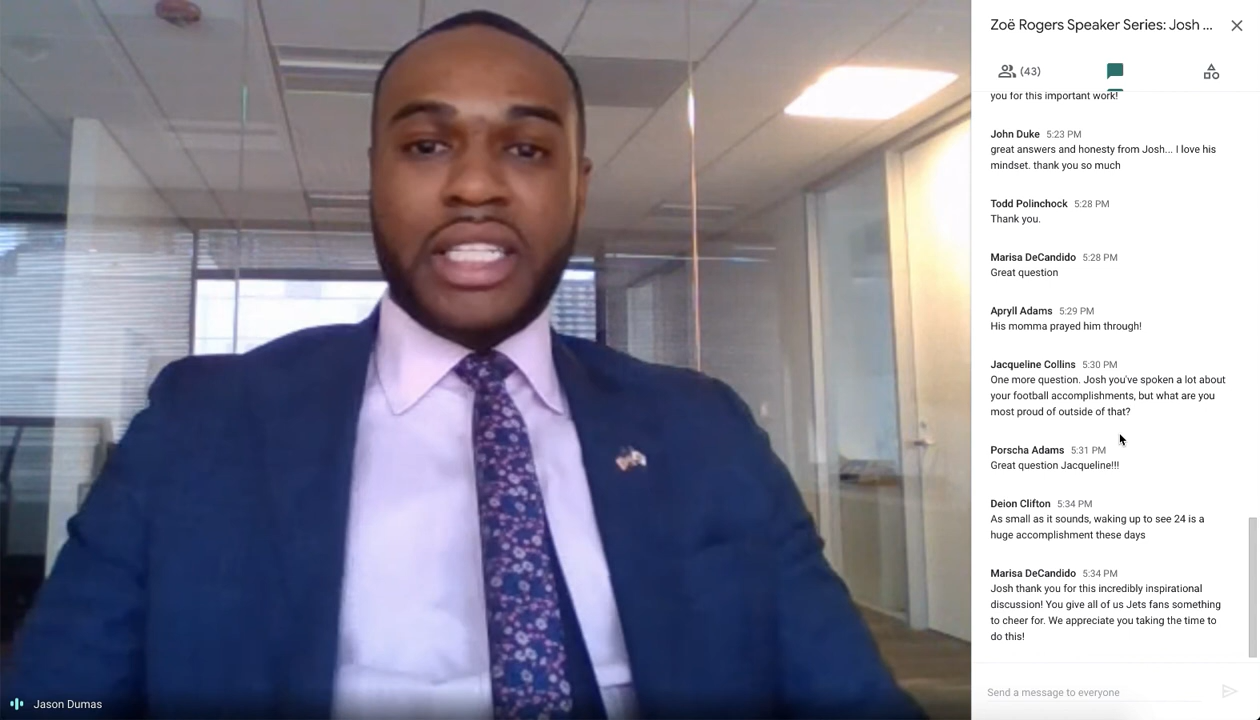 Zoë Rogers Speaker Series: Josh ...
(43)
you for this important work!
John Duke 5:23 PM
great answers and honesty from Josh... I love his
mindset. thank you so much
Todd Polinchock 5:28 PM
Thank you.
Marisa DeCandido 5:28 PM
Great question
Apryll Adams 5:29 PM
His momma prayed him through!
Jacqueline Collins 5:30 PM
One more question. Josh you've spoken a lot about
your football accomplishments, but what are you
most proud of outside of that?
Porscha Adams 5:31 PM
Great question Jacqueline!!!
Deion Clifton 5:34 PM
As small as it sounds, waking up to see 24 is a
huge accomplishment these days
Marisa DeCandido 5:34 PM
Josh thank you for this incredibly inspirational
discussion! You give all of us Jets fans something
to cheer for. We appreciate you taking the time to
do this!
Send a message to everyone
Jason Dumas